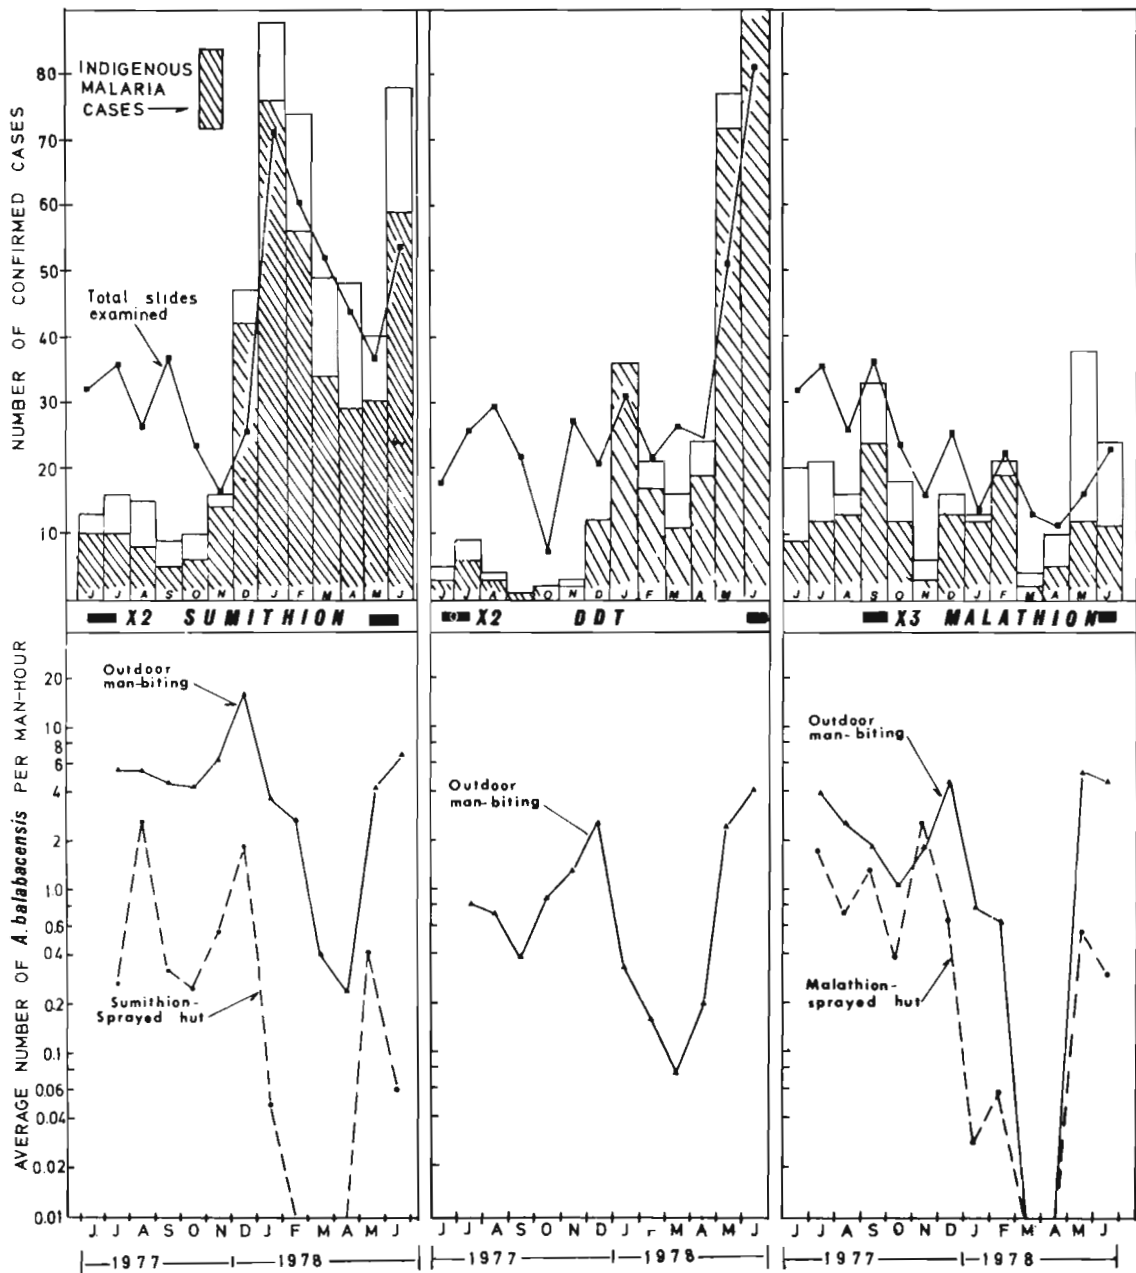 NUMBER OF CONFIRMED CASES
80
70
60
50
40
30
20
10
INDIGENOUS
MALARIA
CASES
Total slides
examined
J J A S O N D J F M A M J
J J A S O N D J F M A M J
J J A S O N D J F M A M J
X2 SUMITHION
X2 DDT
X3 MALATHION
AVERAGE NUMBER OF A. balabacensis PER MAN-HOUR
20
10
8
6
4
2
1.0
0.6
0.4
0.2
0.1
0.06
0.04
0.02
0.01
Outdoor
man-biting
Sumithion-
Sprayed hut
Outdoor
man-biting
Outdoor
man-biting
Malathion-
sprayed hut
J. J A S O N D J F M A M J
J J A S O N D J F M A M J
J J A S O N D J F M A M J
1977 1978
1977 1978
1977 1978